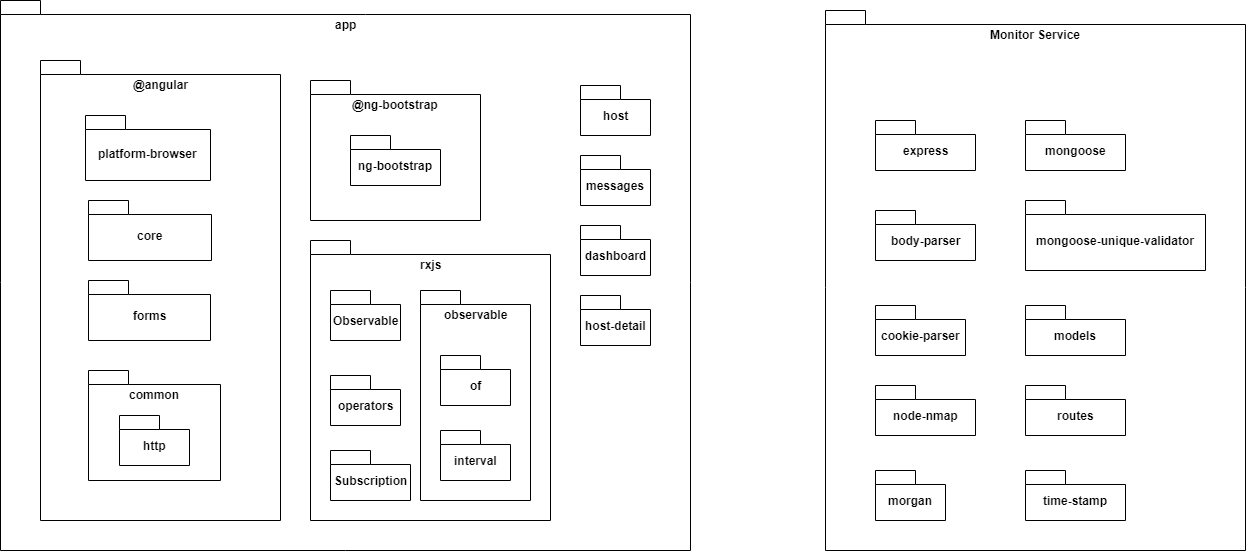 app
@angular
platform-browser
core
forms
common
http
@ng-bootstrap
ng-bootstrap
rxjs
Observable
operators
Subscription
observable
of
interval
host
messages
dashboard
host-detail
Monitor Service
express
mongoose
body-parser
mongoose-unique-validator
cookie-parser
models
node-nmap
routes
morgan
time-stamp